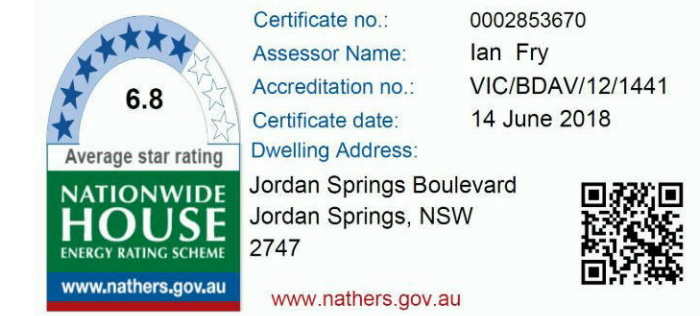 6.8
Average star rating
NATIONWIDE
HOUSE
ENERGY RATING SCHEME
www.nathers.gov.au
Certificate no.: 0002853670
Assessor Name: Ian Fry
Accreditation no.: VIC/BDAV/12/1441
Certificate date: 14 June 2018
Dwelling Address:
Jordan Springs Boulevard
Jordan Springs, NSW
2747
www.nathers.gov.au